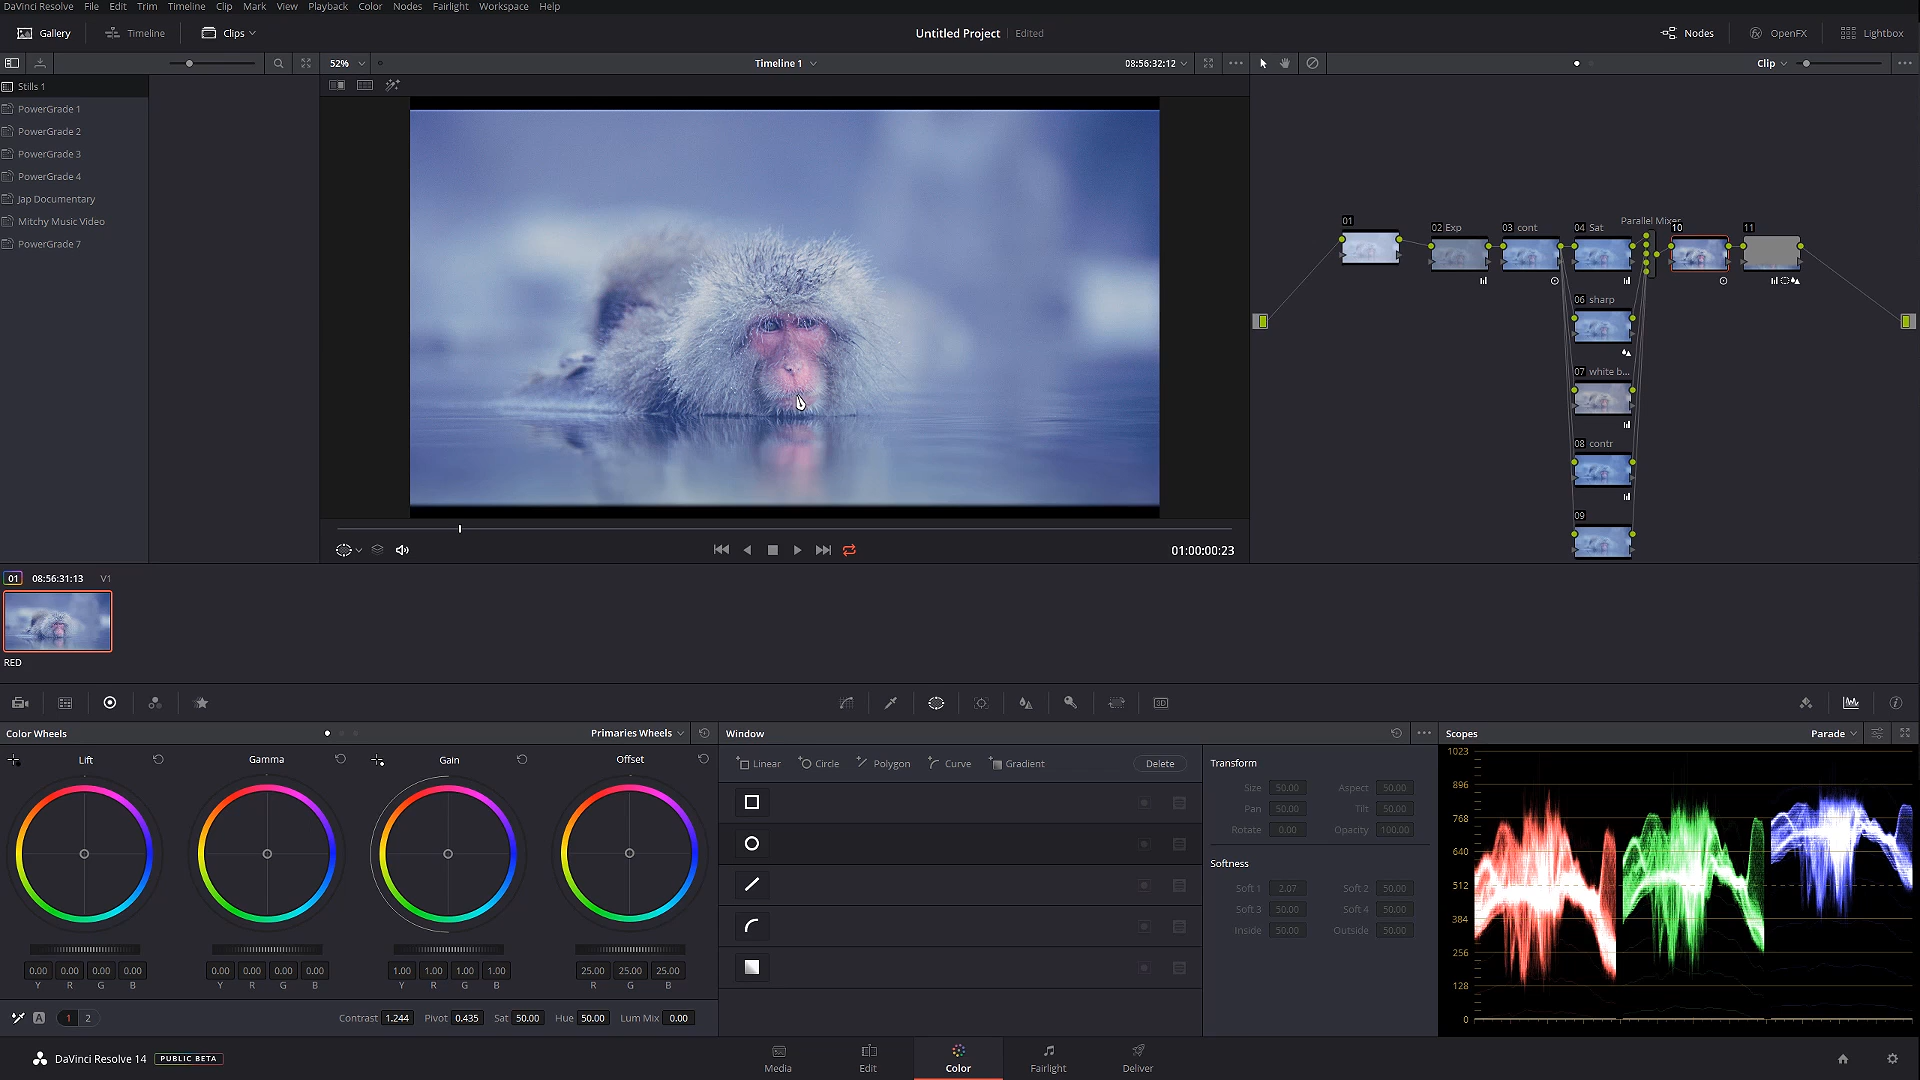 DaVinci Resolve File Edit Trim Timeline Clip Mark View Playback Color Nodes Fairlight Workspace Help
Gallery Timeline Clips Untitled Project Edited Nodes OpenFX Lightbox
52% Timeline 1 08:56:32:12 Clip
Stills 1
PowerGrade 1
PowerGrade 2
PowerGrade 3
PowerGrade 4
Jap Documentary
Mitchy Music Video
PowerGrade 7
Parallel Mixer
01 02 Exp 03 cont 04 Sat 10 11
06 sharp
07 white b...
08 contr
09
01:00:00:23
01 08:56:31:13 V1
RED
Color Wheels Primaries Wheels
Lift Gamma Gain Offset
0.00 0.00 0.00 0.00 0.00 0.00 0.00 0.00 1.00 1.00 1.00 1.00 25.00 25.00 25.00
Y R G B Y R G B Y R G B R G B
A 1 2 Contrast 1.244 Pivot 0.435 Sat 50.00 Hue 50.00 Lum Mix 0.00
3D
Window
Linear Circle Polygon Curve Gradient Delete
Transform
Size 50.00 Aspect 50.00
Pan 50.00 Tilt 50.00
Rotate 0.00 Opacity 100.00
Softness
Soft 1 2.07 Soft 2 50.00
Soft 3 50.00 Soft 4 50.00
Inside 50.00 Outside 50.00
Scopes Parade
1023
896
768
640
512
384
256
128
0
DaVinci Resolve 14 PUBLIC BETA
Media Edit Color Fairlight Deliver